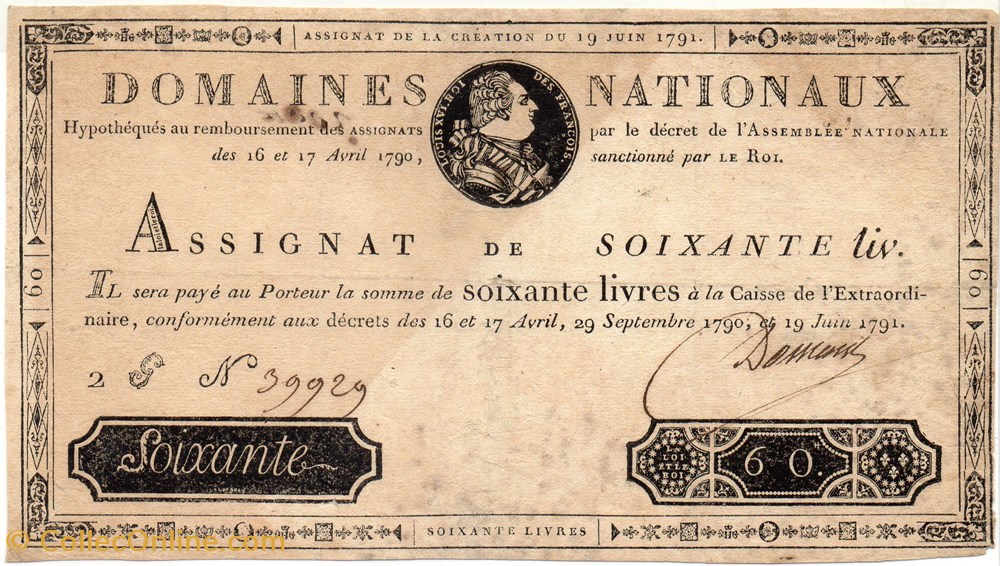 ASSIGNAT DE LA CRÉATION DU 19 JUIN 1791.
DOMAINES NATIONAUX
LOUIS XVI ROI DES FRANÇOIS.
Hypothéqués au remboursement des ASSIGNATS par le décret de l'ASSEMBLÉE NATIONALE
des 16 et 17 Avril 1790, sanctionné par LE ROI.
ASSIGNAT DE SOIXANTE liv.
IL sera payé au Porteur la somme de soixante livres à la Caisse de l'Extraordi-
naire, conformément aux décrets des 16 et 17 Avril, 29 Septembre 1790, et 19 Juin 1791.
60
60
2 S N 39929
Soixante
LA
LOI
ET LE
ROI
60.
SOIXANTE LIVRES
© CollecOnline.com